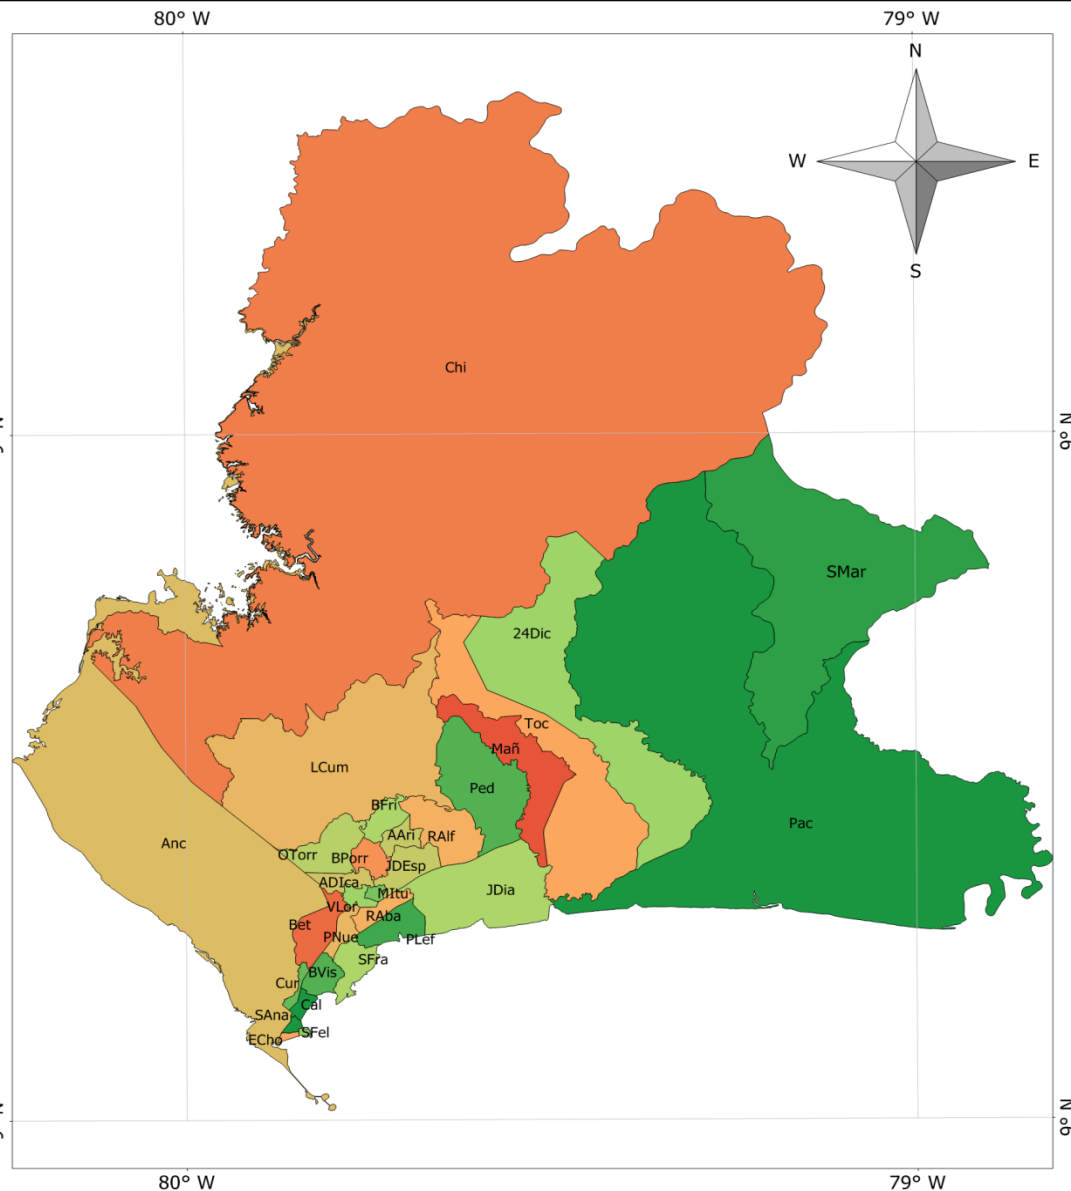 80° W
79° W
N
W
E
S
Chi
SMar
24Dic
Toc
Mañ
LCum
Ped
BFri
Pac
AAri
RAlf
Anc
OTorr
BPorr
JDEsp
ADIca
JDia
MItu
VLor
RAba
Bet
PNue
PLef
SFra
BVis
Cur
Cal
SAna
SFel
ECho
80° W
79° W